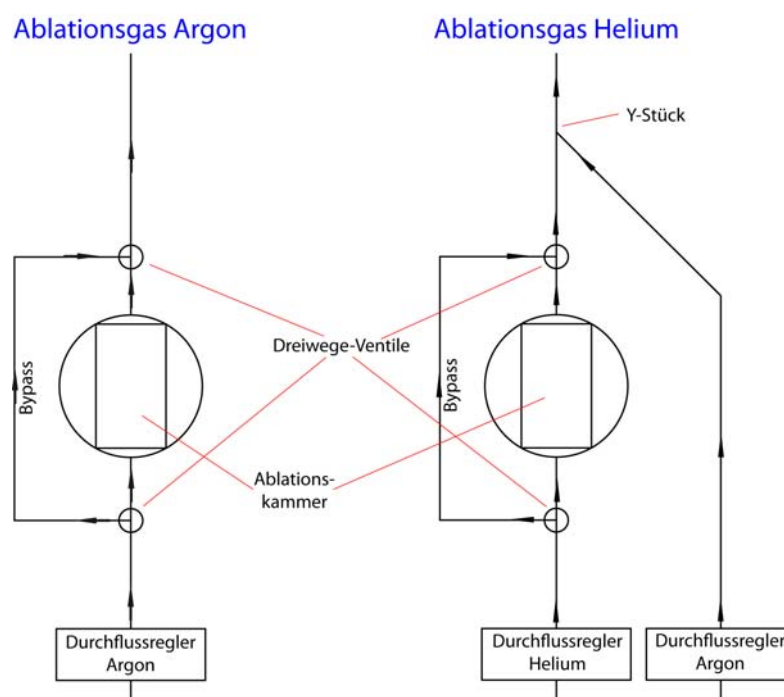 Ablationsgas Argon
Ablationsgas Helium
Y-Stück
Dreiwege-Ventile
Bypass
Bypass
Ablations-
kammer
Durchflussregler
Argon
Durchflussregler
Helium
Durchflussregler
Argon